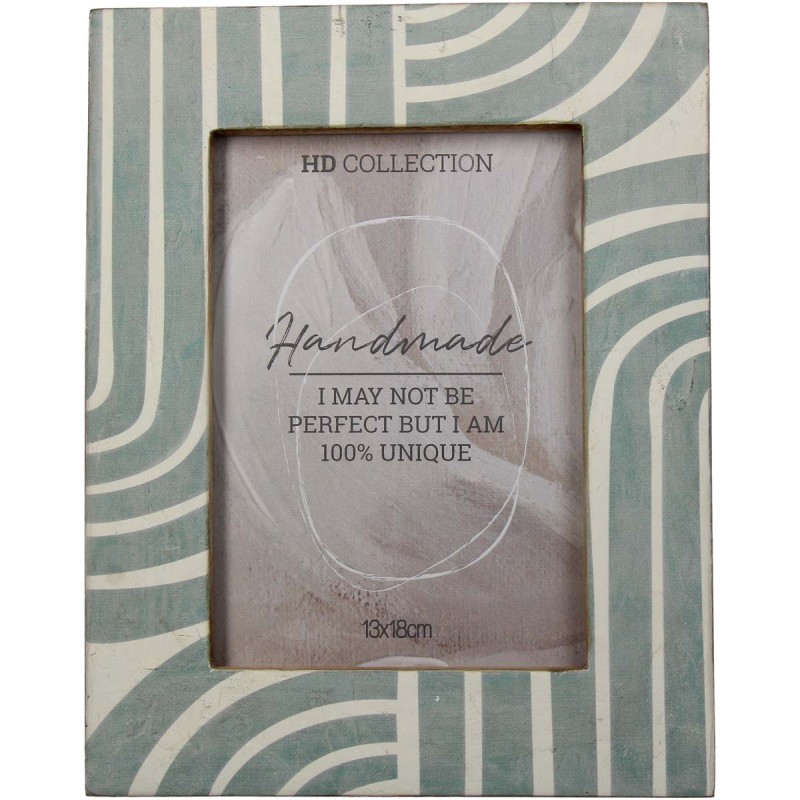 HD COLLECTION
Handmade
I MAY NOT BE
PERFECT BUT I AM
100% UNIQUE
13x18cm